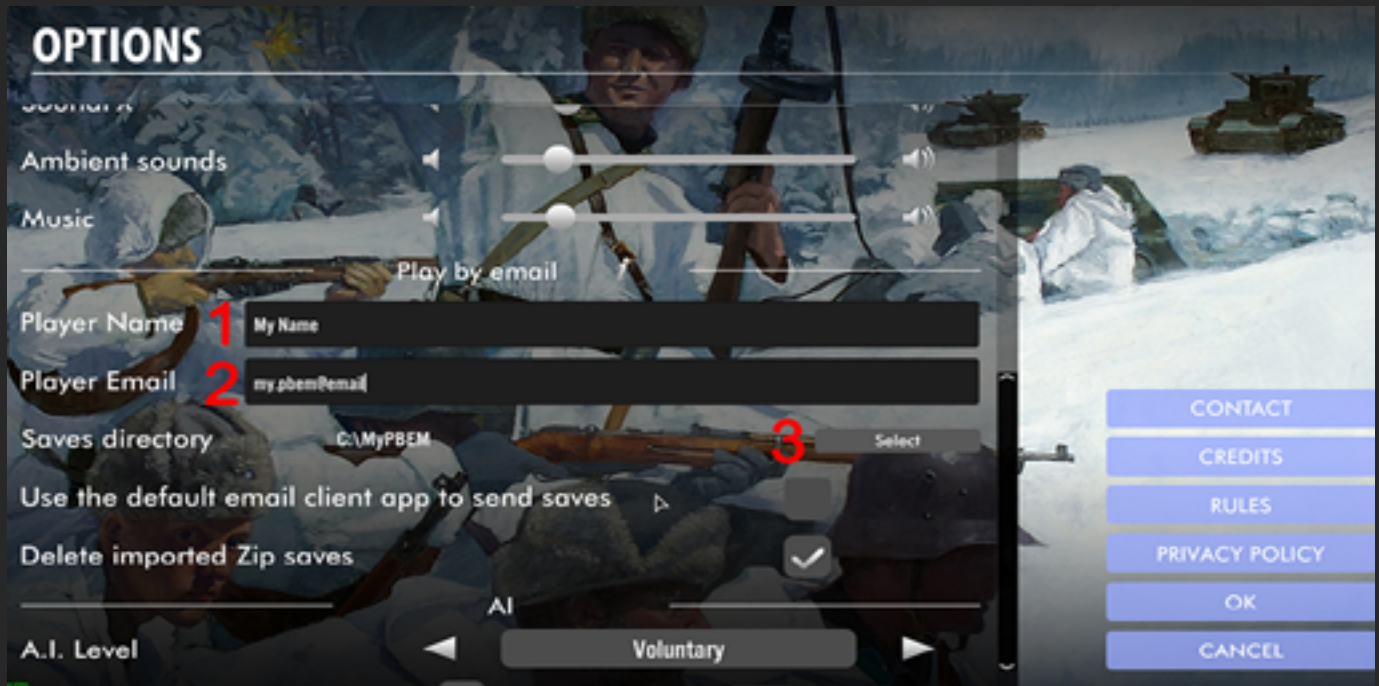 OPTIONS
SoundFX
Ambient sounds
Music
Play by email
Player Name 1 My Name
Player Email 2 my.pbem@email
Saves directory C:\MyPBEM 3 Select
Use the default email client app to send saves
Delete imported Zip saves
AI
A.I. Level Voluntary
CONTACT
CREDITS
RULES
PRIVACY POLICY
OK
CANCEL